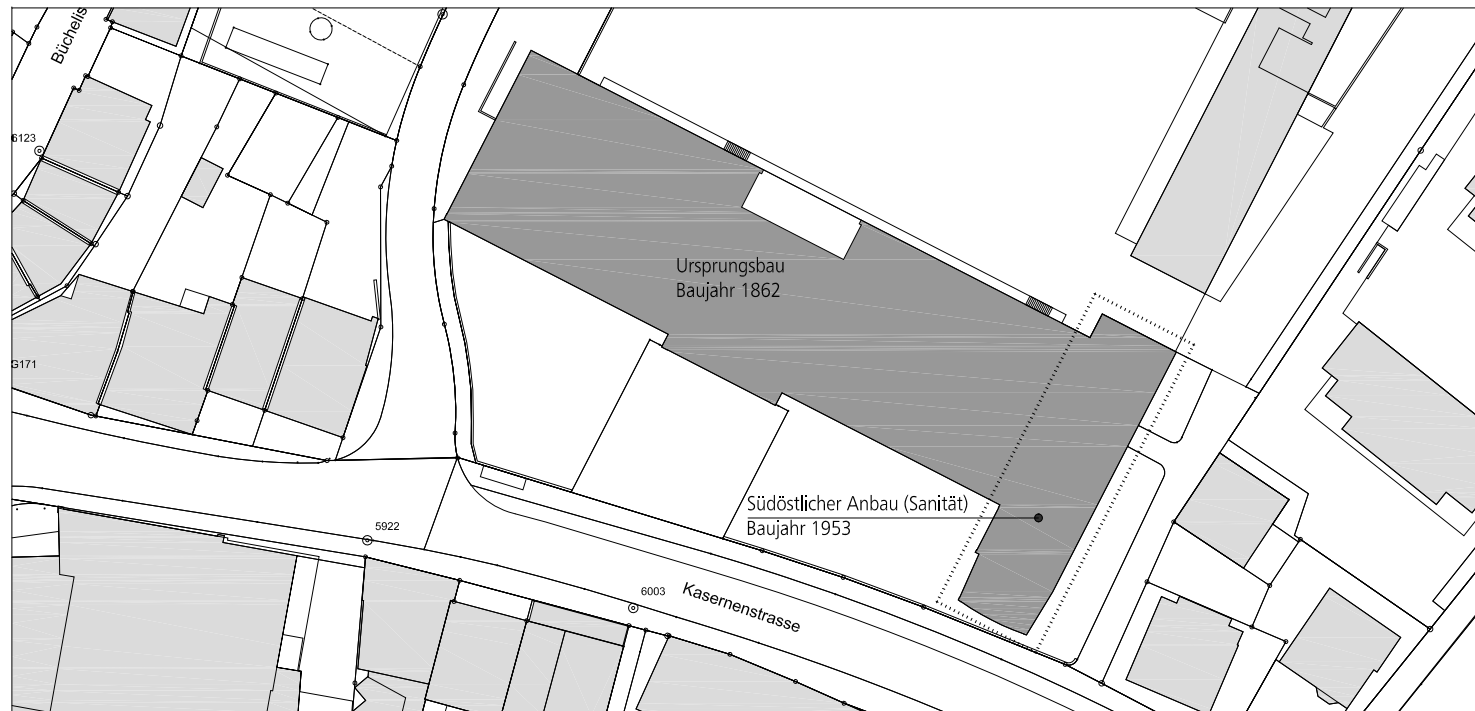 Büchelis
6123
Ursprungsbau
Baujahr 1862
G171
Südöstlicher Anbau (Sanität)
Baujahr 1953
5922
6003
Kasernenstrasse